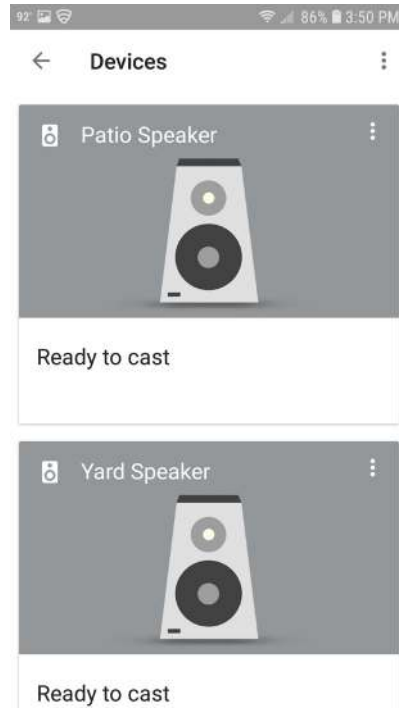 92° 86% 3:50 PM
Devices
Patio Speaker
Ready to cast
Yard Speaker
Ready to cast